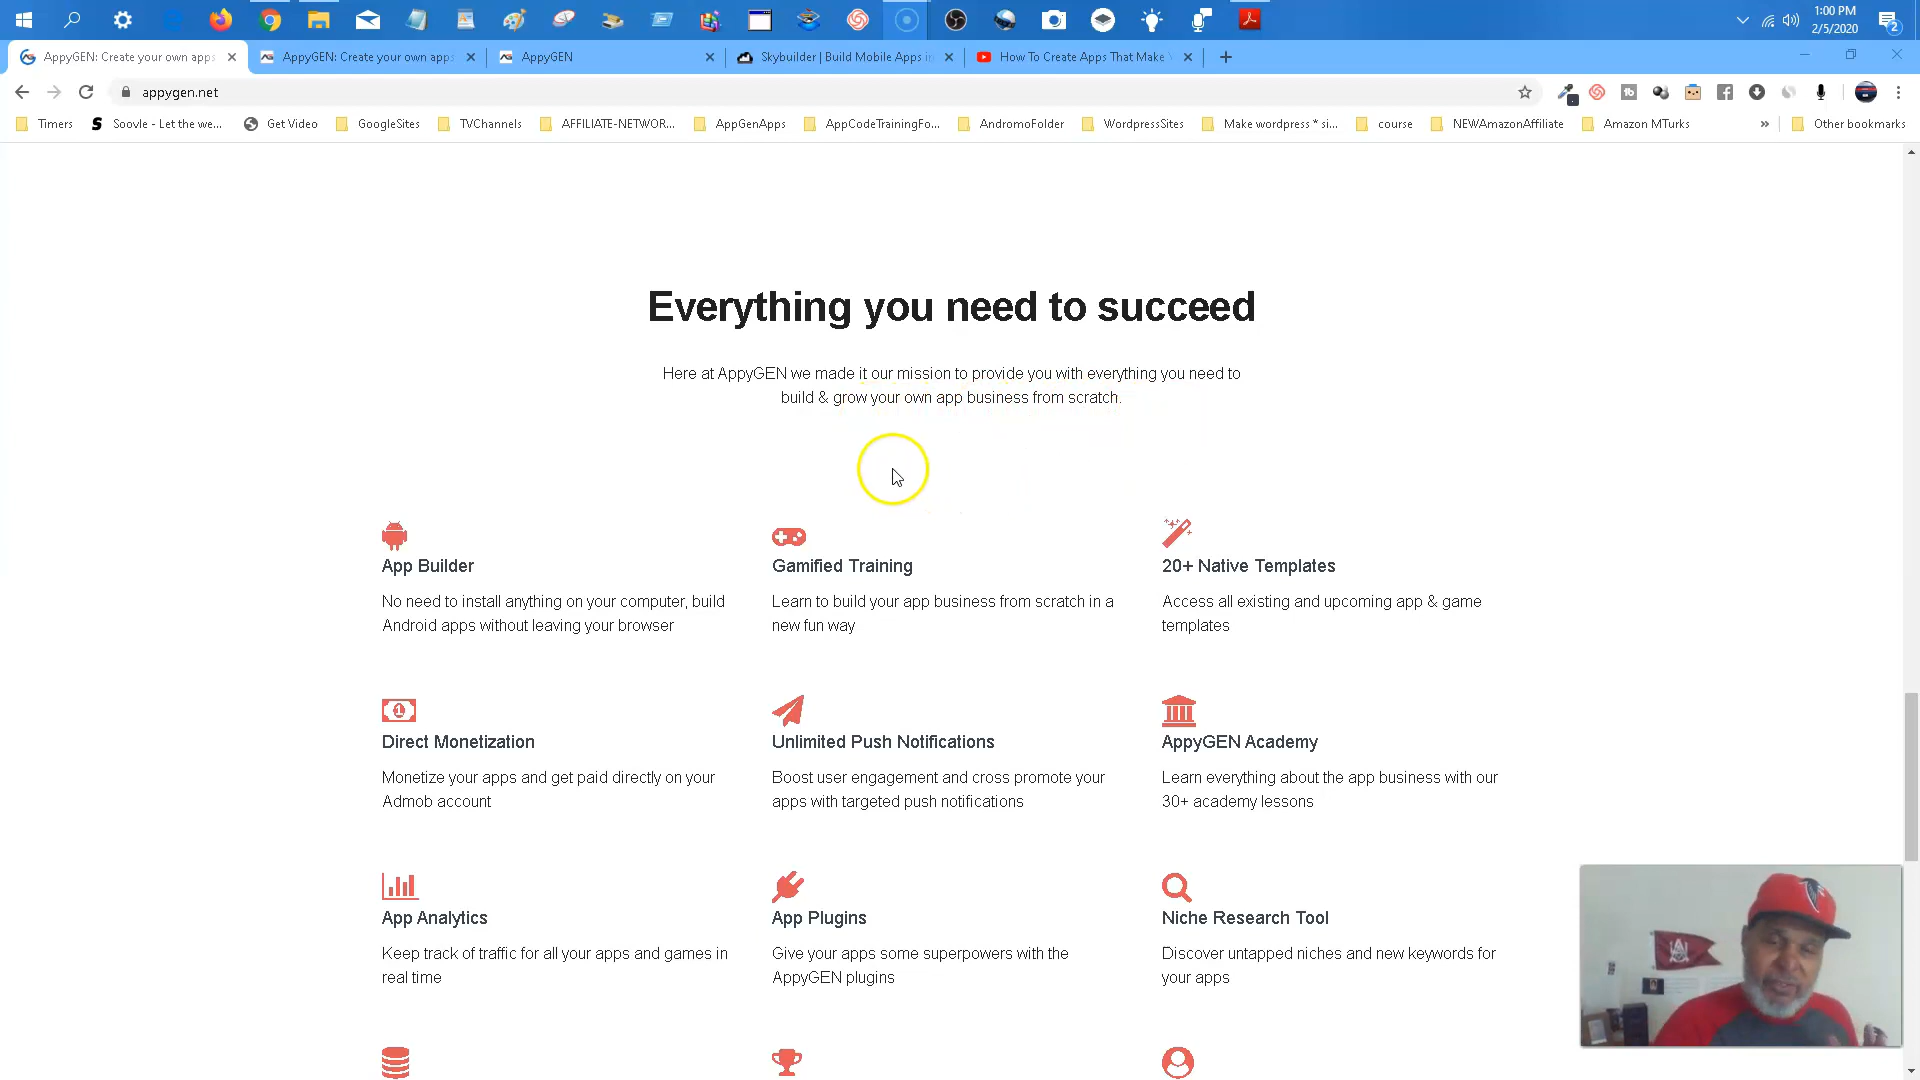 1:00 PM
2/5/2020
2
AppyGEN: Create your own apps
AppyGEN: Create your own apps
AppyGEN
Skybuilder | Build Mobile Apps in
How To Create Apps That Make Y
appygen.net
Timers
Soovle - Let the we...
Get Video
GoogleSites
TVChannels
AFFILIATE-NETWOR...
AppGenApps
AppCodeTrainingFo...
AndromoFolder
WordpressSites
Make wordpress * si...
course
NEWAmazonAffiliate
Amazon MTurks
»
Other bookmarks
Everything you need to succeed
Here at AppyGEN we made it our mission to provide you with everything you need to
build & grow your own app business from scratch.
App Builder
No need to install anything on your computer, build
Android apps without leaving your browser
Gamified Training
Learn to build your app business from scratch in a
new fun way
20+ Native Templates
Access all existing and upcoming app & game
templates
Direct Monetization
Monetize your apps and get paid directly on your
Admob account
Unlimited Push Notifications
Boost user engagement and cross promote your
apps with targeted push notifications
AppyGEN Academy
Learn everything about the app business with our
30+ academy lessons
App Analytics
Keep track of traffic for all your apps and games in
real time
App Plugins
Give your apps some superpowers with the
AppyGEN plugins
Niche Research Tool
Discover untapped niches and new keywords for
your apps